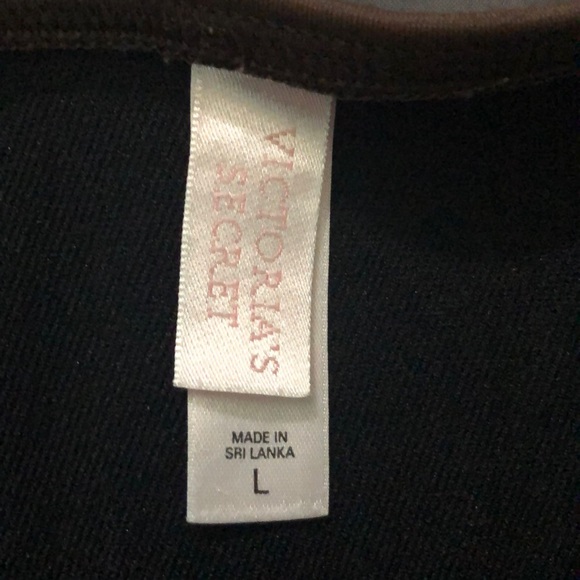 VICTORIA'S
SECRET
MADE IN
SRI LANKA
L